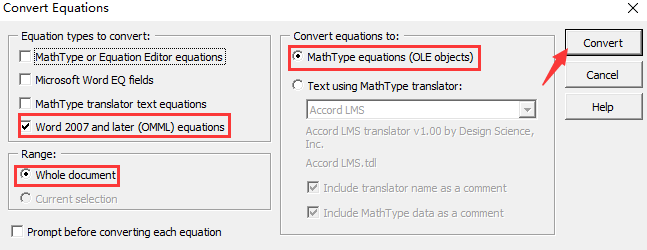 Convert Equations
Equation types to convert:
MathType or Equation Editor equations
Microsoft Word EQ fields
MathType translator text equations
Word 2007 and later (OMML) equations
Range:
Whole document
Current selection
Prompt before converting each equation
Convert equations to:
MathType equations (OLE objects)
Text using MathType translator:
Accord LMS
Accord LMS translator v1.00 by Design Science,
Inc.
Accord LMS.tdl
Include translator name as a comment
Include MathType data as a comment
Convert
Cancel
Help